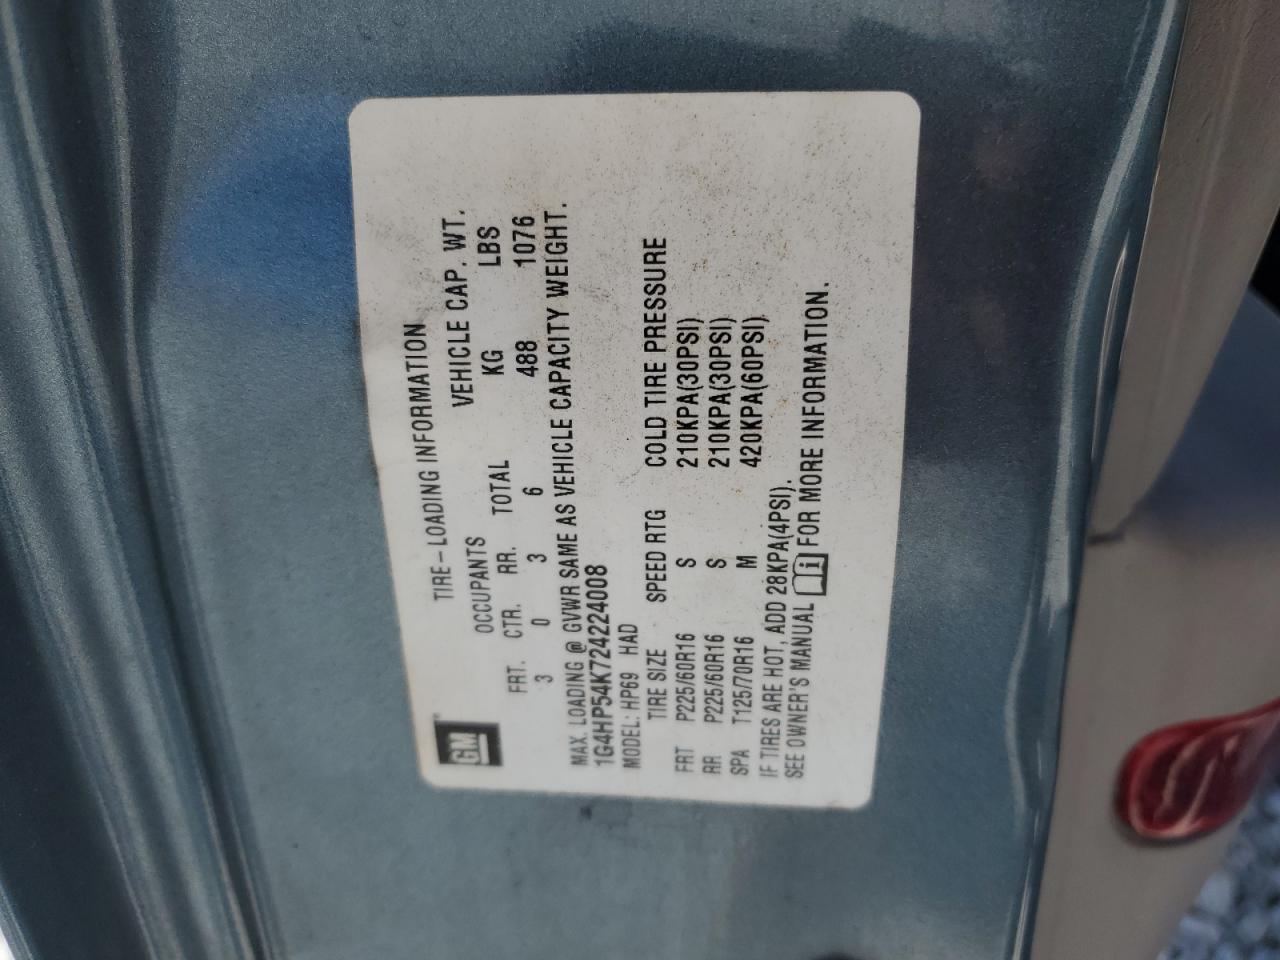 GM
TIRE-LOADING INFORMATION
OCCUPANTS VEHICLE CAP. WT.
FRT. CTR. RR. TOTAL KG LBS
3 0 3 6 488 1076
MAX. LOADING @ GVWR SAME AS VEHICLE CAPACITY WEIGHT.
1G4HP54K724224008
MODEL: HP69 HAD
TIRE SIZE SPEED RTG COLD TIRE PRESSURE
FRT P225/60R16 S 210KPA(30PSI)
RR P225/60R16 S 210KPA(30PSI)
SPA T125/70R16 M 420KPA(60PSI)
IF TIRES ARE HOT, ADD 28KPA(4PSI).
SEE OWNER'S MANUAL i FOR MORE INFORMATION.